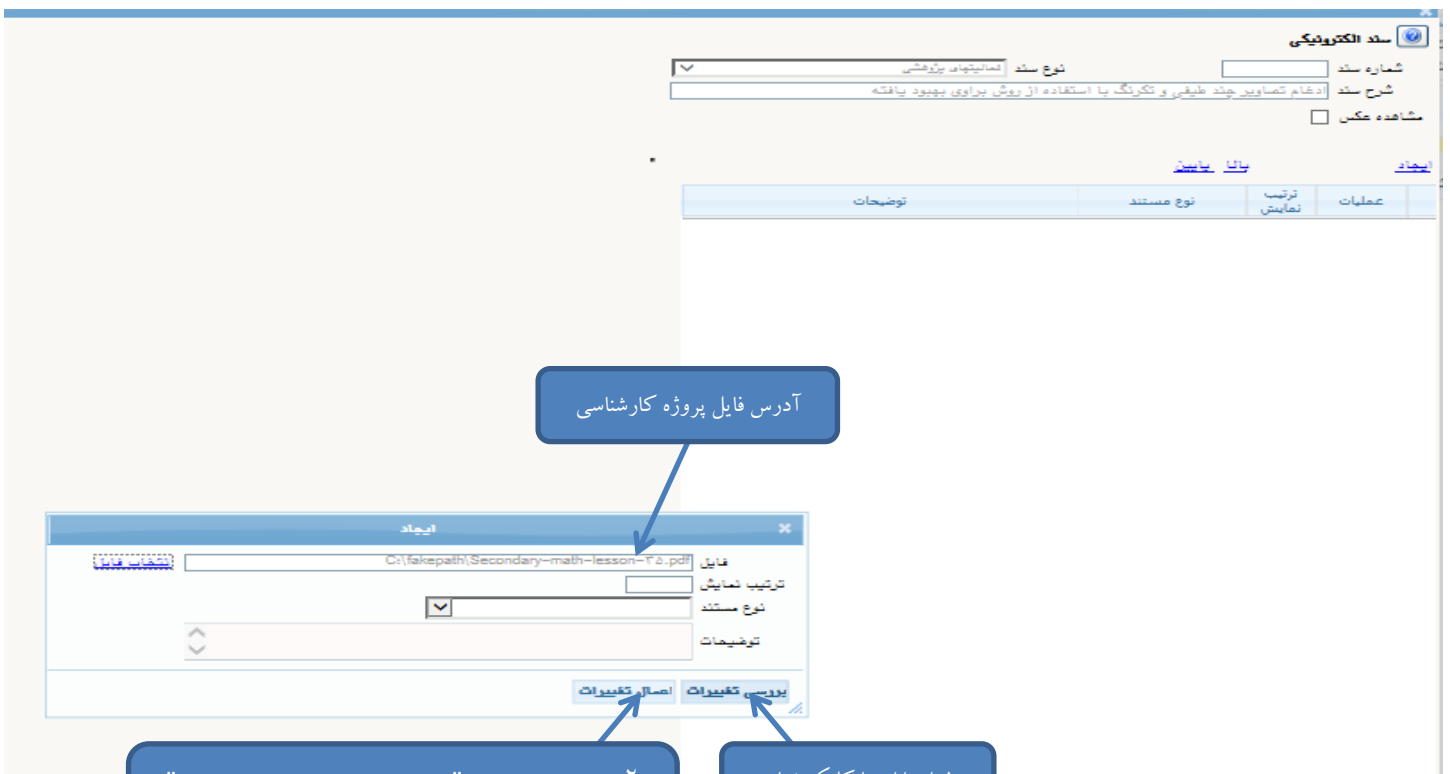 سند الکترونیکی
شماره سند نوع سند فعالیتهای پژوهشی
شرح سند ادغام تصاویر چند طیفی و تکرنگ با استفاده از روش براوی بهبود یافته
مشاهده عکس
ایجاد بالا پایین
عملیات ترتیب نمایش نوع مستند توضیحات
آدرس فایل پروژه کارشناسی
ایجاد
فایل C:\fakepath\Secondary-math-lesson-۳۵.pdf انتخاب فایل
ترتیب نمایش
نوع مستند
توضیحات
بررسی تغییرات اعمال تغییرات